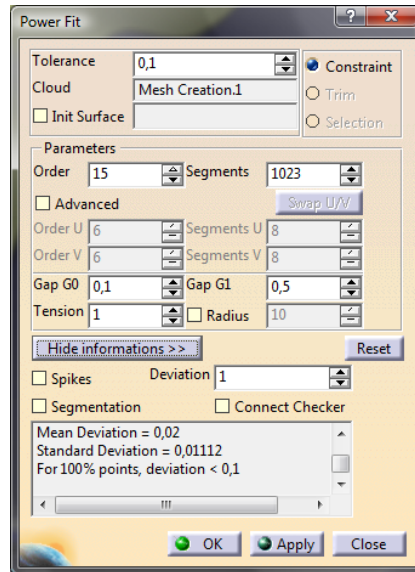 Power Fit
Tolerance 0,1 Constraint
Cloud Mesh Creation.1 Trim
Init Surface Selection
Parameters
Order 15 Segments 1023
Advanced Swap U/V
Order U 6 Segments U 8
Order V 6 Segments V 8
Gap G0 0,1 Gap G1 0,5
Tension 1 Radius 10
Hide informations >> Reset
Spikes Deviation 1
Segmentation Connect Checker
Mean Deviation = 0,02
Standard Deviation = 0,01112
For 100% points, deviation < 0,1
OK Apply Close